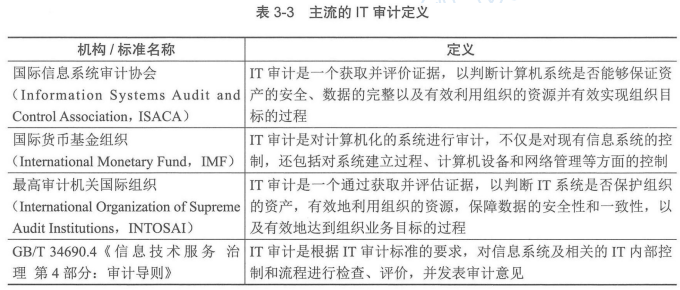 表 3-3 主流的 IT 审计定义
机构 / 标准名称
定义
国际信息系统审计协会
（Information Systems Audit and
Control Association，ISACA）
IT 审计是一个获取并评价证据，以判断计算机系统是否能够保证资
产的安全、数据的完整以及有效利用组织的资源并有效实现组织目
标的过程
国际货币基金组织
（International Monetary Fund，IMF）
IT 审计是对计算机化的系统进行审计，不仅是对现有信息系统的控
制，还包括对系统建立过程、计算机设备和网络管理等方面的控制
最高审计机关国际组织
（International Organization of Supreme
Audit Institutions，INTOSAI）
IT 审计是一个通过获取并评估证据，以判断 IT 系统是否保护组织
的资产，有效地利用组织的资源，保障数据的安全性和一致性，以
及有效地达到组织业务目标的过程
GB/T 34690.4《信息技术服务 治
理 第 4 部分：审计导则》
IT 审计是根据 IT 审计标准的要求，对信息系统及相关的 IT 内部控
制和流程进行检查、评价，并发表审计意见